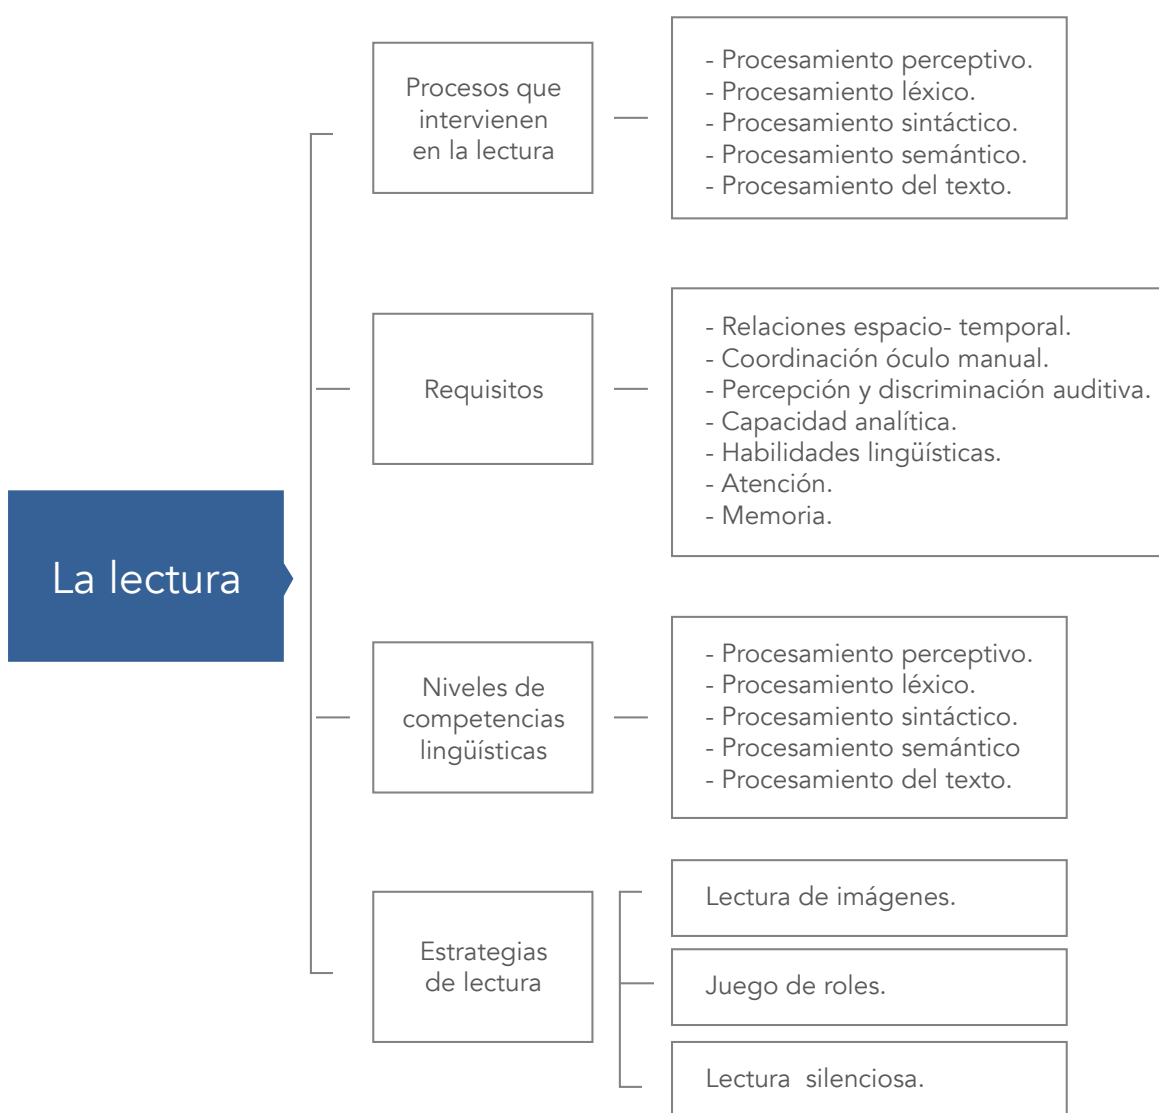 La lectura
Procesos que
intervienen
en la lectura
- Procesamiento perceptivo.
- Procesamiento léxico.
- Procesamiento sintáctico.
- Procesamiento semántico.
- Procesamiento del texto.
Requisitos
- Relaciones espacio- temporal.
- Coordinación óculo manual.
- Percepción y discriminación auditiva.
- Capacidad analítica.
- Habilidades lingüísticas.
- Atención.
- Memoria.
Niveles de
competencias
lingüísticas
- Procesamiento perceptivo.
- Procesamiento léxico.
- Procesamiento sintáctico.
- Procesamiento semántico
- Procesamiento del texto.
Estrategias
de lectura
Lectura de imágenes.
Juego de roles.
Lectura  silenciosa.